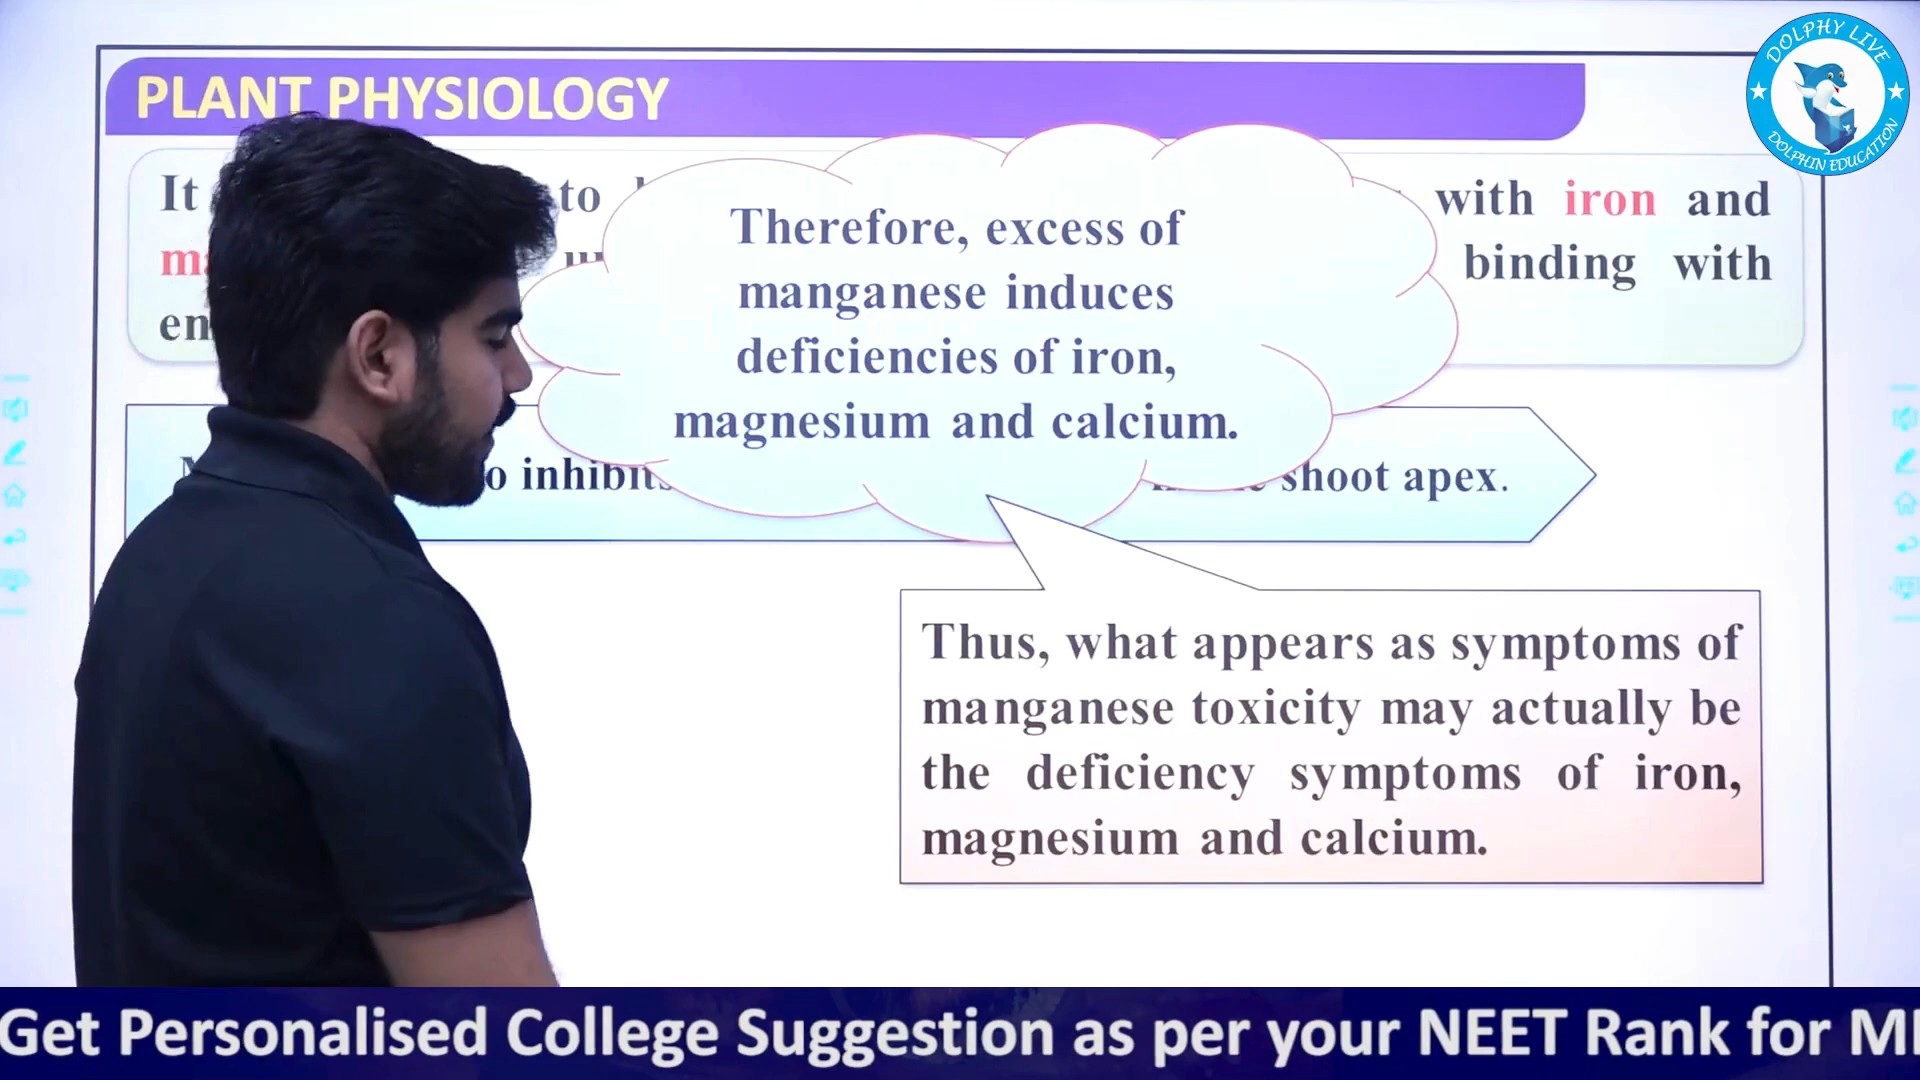 DOLPHY LIVE
DOLPHIN EDUCATION
PLANT PHYSIOLOGY
It to with iron and
binding with
inhibits shoot apex.
Therefore, excess of
manganese induces
deficiencies of iron,
magnesium and calcium.
Thus, what appears as symptoms of
manganese toxicity may actually be
the deficiency symptoms of iron,
magnesium and calcium.
Get Personalised College Suggestion as per your NEET Rank for